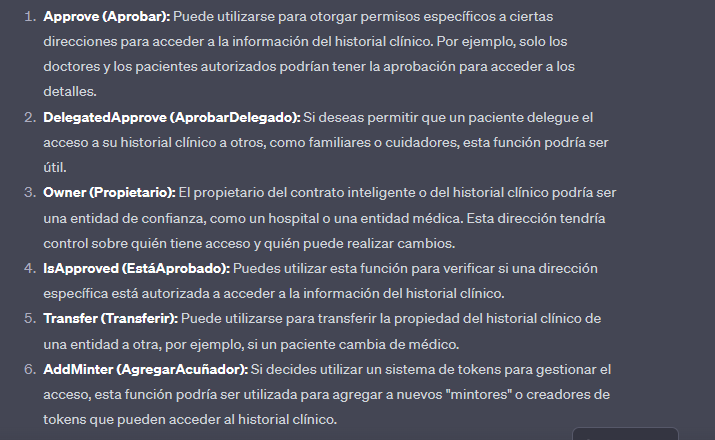 1. Approve (Aprobar): Puede utilizarse para otorgar permisos específicos a ciertas
direcciones para acceder a la información del historial clínico. Por ejemplo, solo los
doctores y los pacientes autorizados podrían tener la aprobación para acceder a los
detalles.
2. DelegatedApprove (AprobarDelegado): Si deseas permitir que un paciente delegue el
acceso a su historial clínico a otros, como familiares o cuidadores, esta función podría ser
útil.
3. Owner (Propietario): El propietario del contrato inteligente o del historial clínico podría ser
una entidad de confianza, como un hospital o una entidad médica. Esta dirección tendría
control sobre quién tiene acceso y quién puede realizar cambios.
4. IsApproved (EstáAprobado): Puedes utilizar esta función para verificar si una dirección
específica está autorizada a acceder a la información del historial clínico.
5. Transfer (Transferir): Puede utilizarse para transferir la propiedad del historial clínico de
una entidad a otra, por ejemplo, si un paciente cambia de médico.
6. AddMinter (AgregarAcuñador): Si decides utilizar un sistema de tokens para gestionar el
acceso, esta función podría ser utilizada para agregar a nuevos "mintores" o creadores de
tokens que pueden acceder al historial clínico.